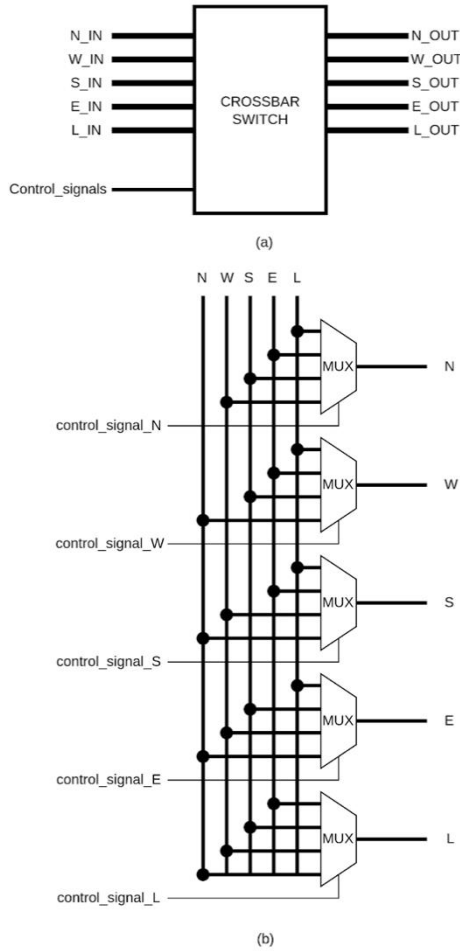 N_IN N_OUT
W_IN W_OUT
S_IN S_OUT
E_IN E_OUT
L_IN L_OUT
CROSSBAR
SWITCH
Control_signals
(a)
N W S E L
MUX N
control_signal_N
MUX W
control_signal_W
MUX S
control_signal_S
MUX E
control_signal_E
MUX L
control_signal_L
(b)